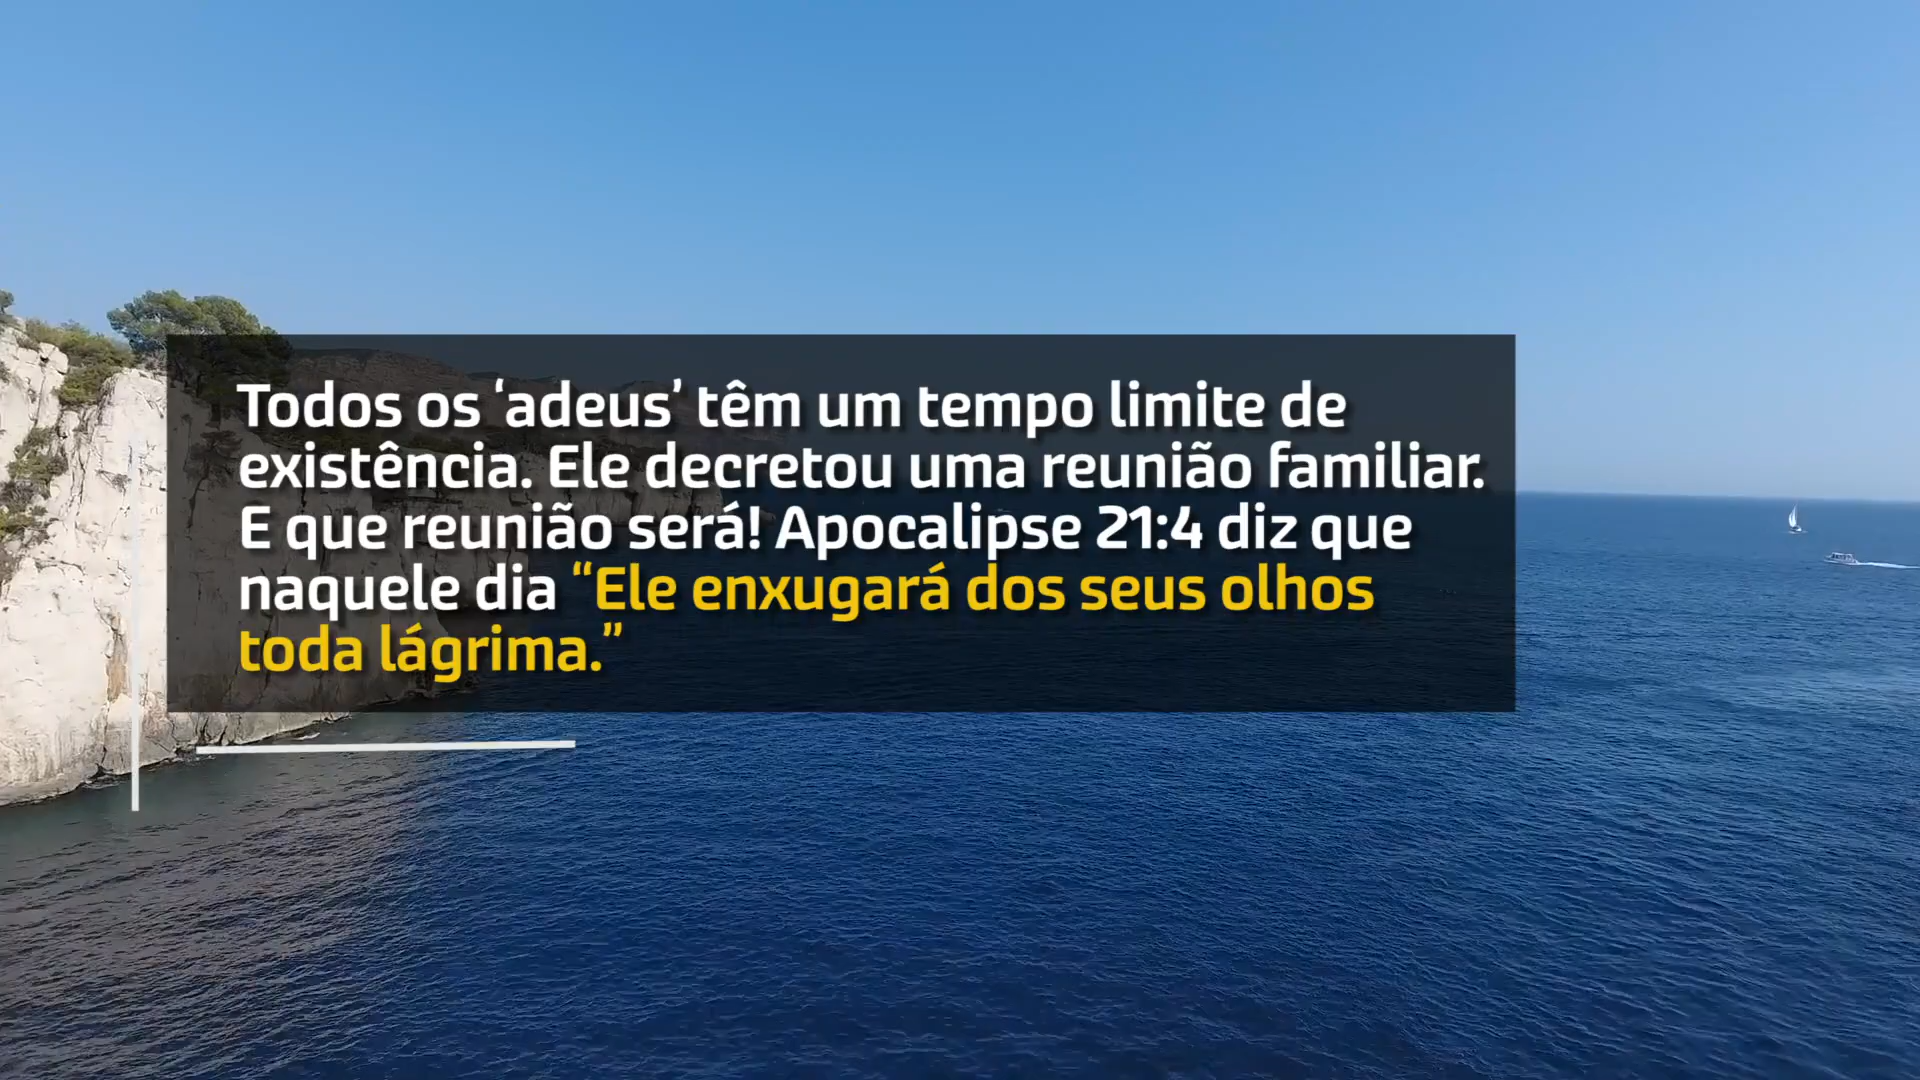 Todos os ‘adeus’ têm um tempo limite de
existência. Ele decretou uma reunião familiar.
E que reunião será! Apocalipse 21:4 diz que
naquele dia “Ele enxugará dos seus olhos
toda lágrima.”